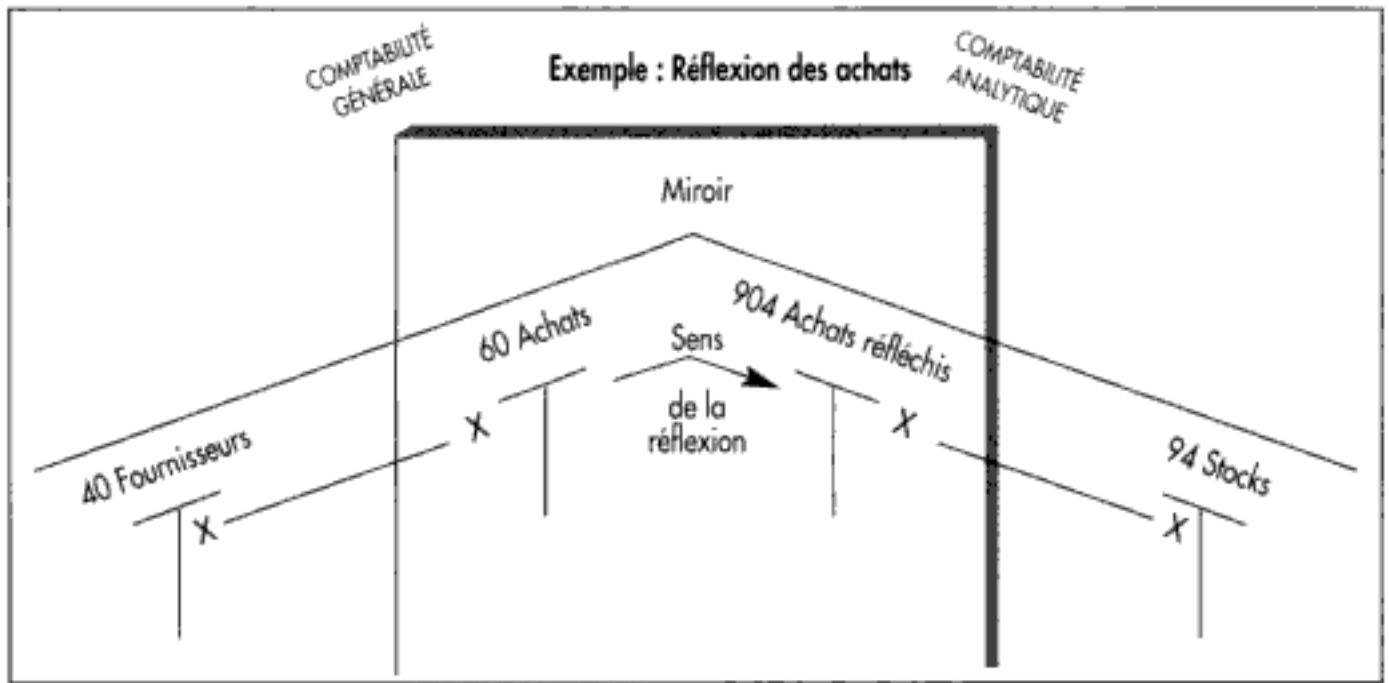 COMPTABILITÉ
GÉNÉRALE
Exemple : Réflexion des achats
COMPTABILITÉ
ANALYTIQUE
Miroir
60 Achats
Sens
de la
réflexion
904 Achats réfléchis
40 Fournisseurs
94 Stocks
X
X
X
X